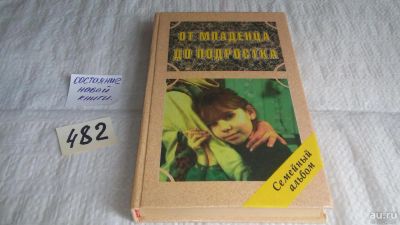 СОСТОЯНИЕ
НОВОЙ
КНИГИ.
482
ОТ МЛАДЕНЦА
ДО ПОДРОСТКА
Семейный
альбом
au.ru